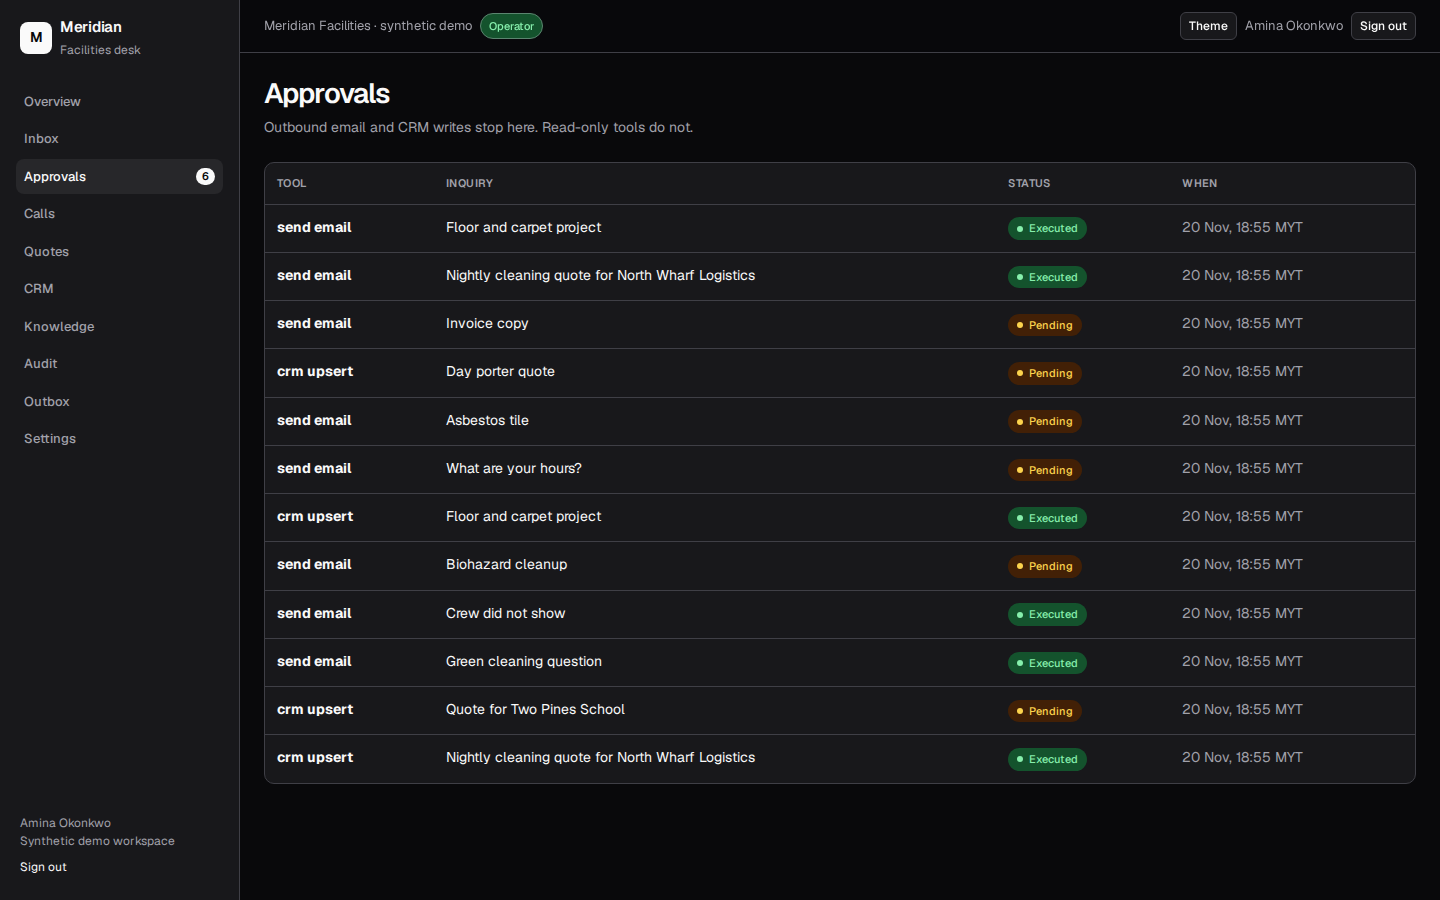 M
Meridian
Facilities desk
Overview
Inbox
Approvals 6
Calls
Quotes
CRM
Knowledge
Audit
Outbox
Settings
Amina Okonkwo
Synthetic demo workspace
Sign out
Meridian Facilities · synthetic demo Operator Theme Amina Okonkwo Sign out
Approvals
Outbound email and CRM writes stop here. Read-only tools do not.
TOOL INQUIRY STATUS WHEN
send email Floor and carpet project Executed 20 Nov, 18:55 MYT
send email Nightly cleaning quote for North Wharf Logistics Executed 20 Nov, 18:55 MYT
send email Invoice copy Pending 20 Nov, 18:55 MYT
crm upsert Day porter quote Pending 20 Nov, 18:55 MYT
send email Asbestos tile Pending 20 Nov, 18:55 MYT
send email What are your hours? Pending 20 Nov, 18:55 MYT
crm upsert Floor and carpet project Executed 20 Nov, 18:55 MYT
send email Biohazard cleanup Pending 20 Nov, 18:55 MYT
send email Crew did not show Executed 20 Nov, 18:55 MYT
send email Green cleaning question Executed 20 Nov, 18:55 MYT
crm upsert Quote for Two Pines School Pending 20 Nov, 18:55 MYT
crm upsert Nightly cleaning quote for North Wharf Logistics Executed 20 Nov, 18:55 MYT